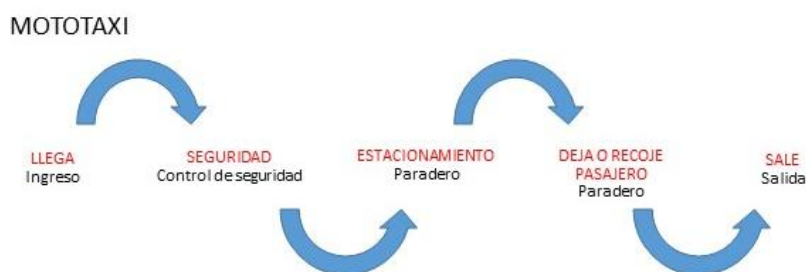 MOTOTAXI
LLEGA
Ingreso
SEGURIDAD
Control de seguridad
ESTACIONAMIENTO
Paradero
DEJA O RECOJE
PASAJERO
Paradero
SALE
Salida